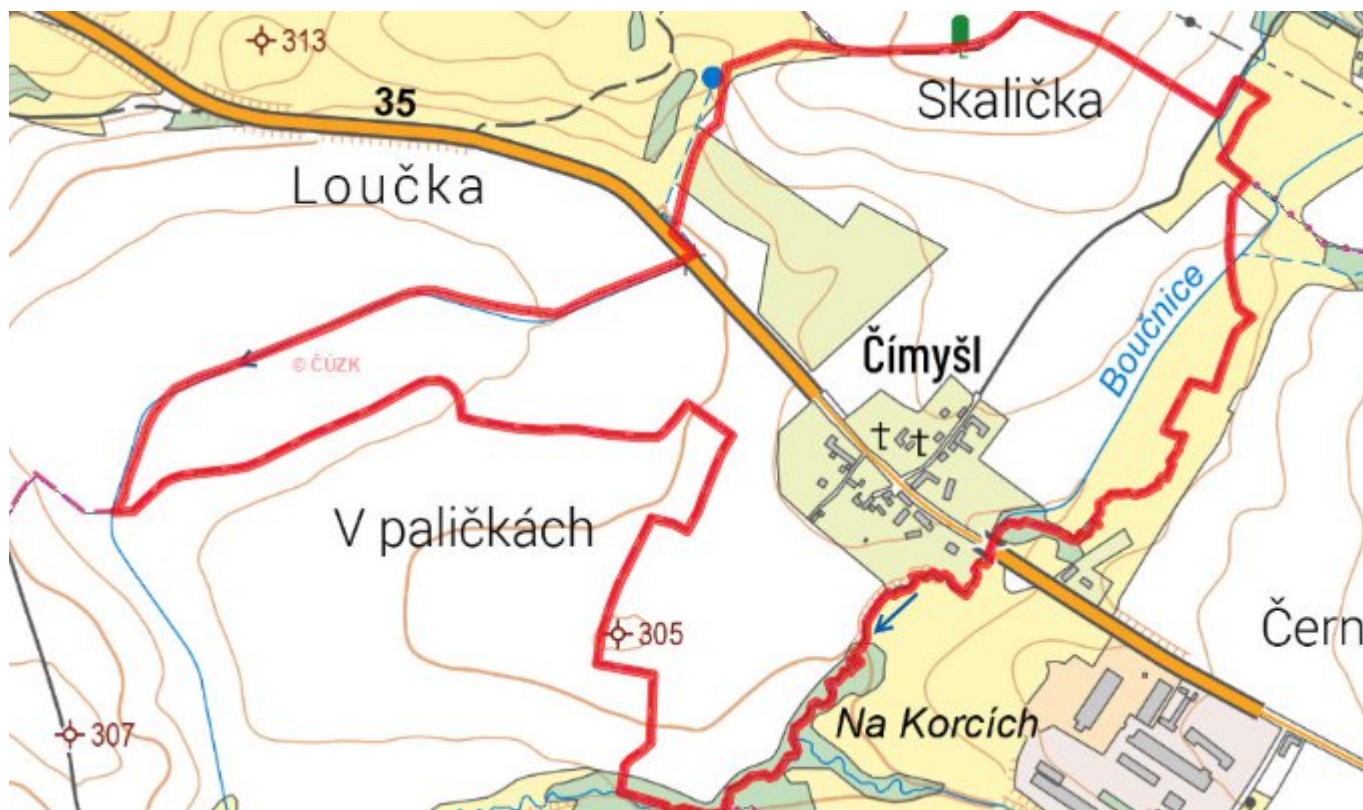 313
35
Skalička
Loučka
© ČÚZK
Čímyšl
Boučnice
V paličkách
305
Čern
307
Na Korcích